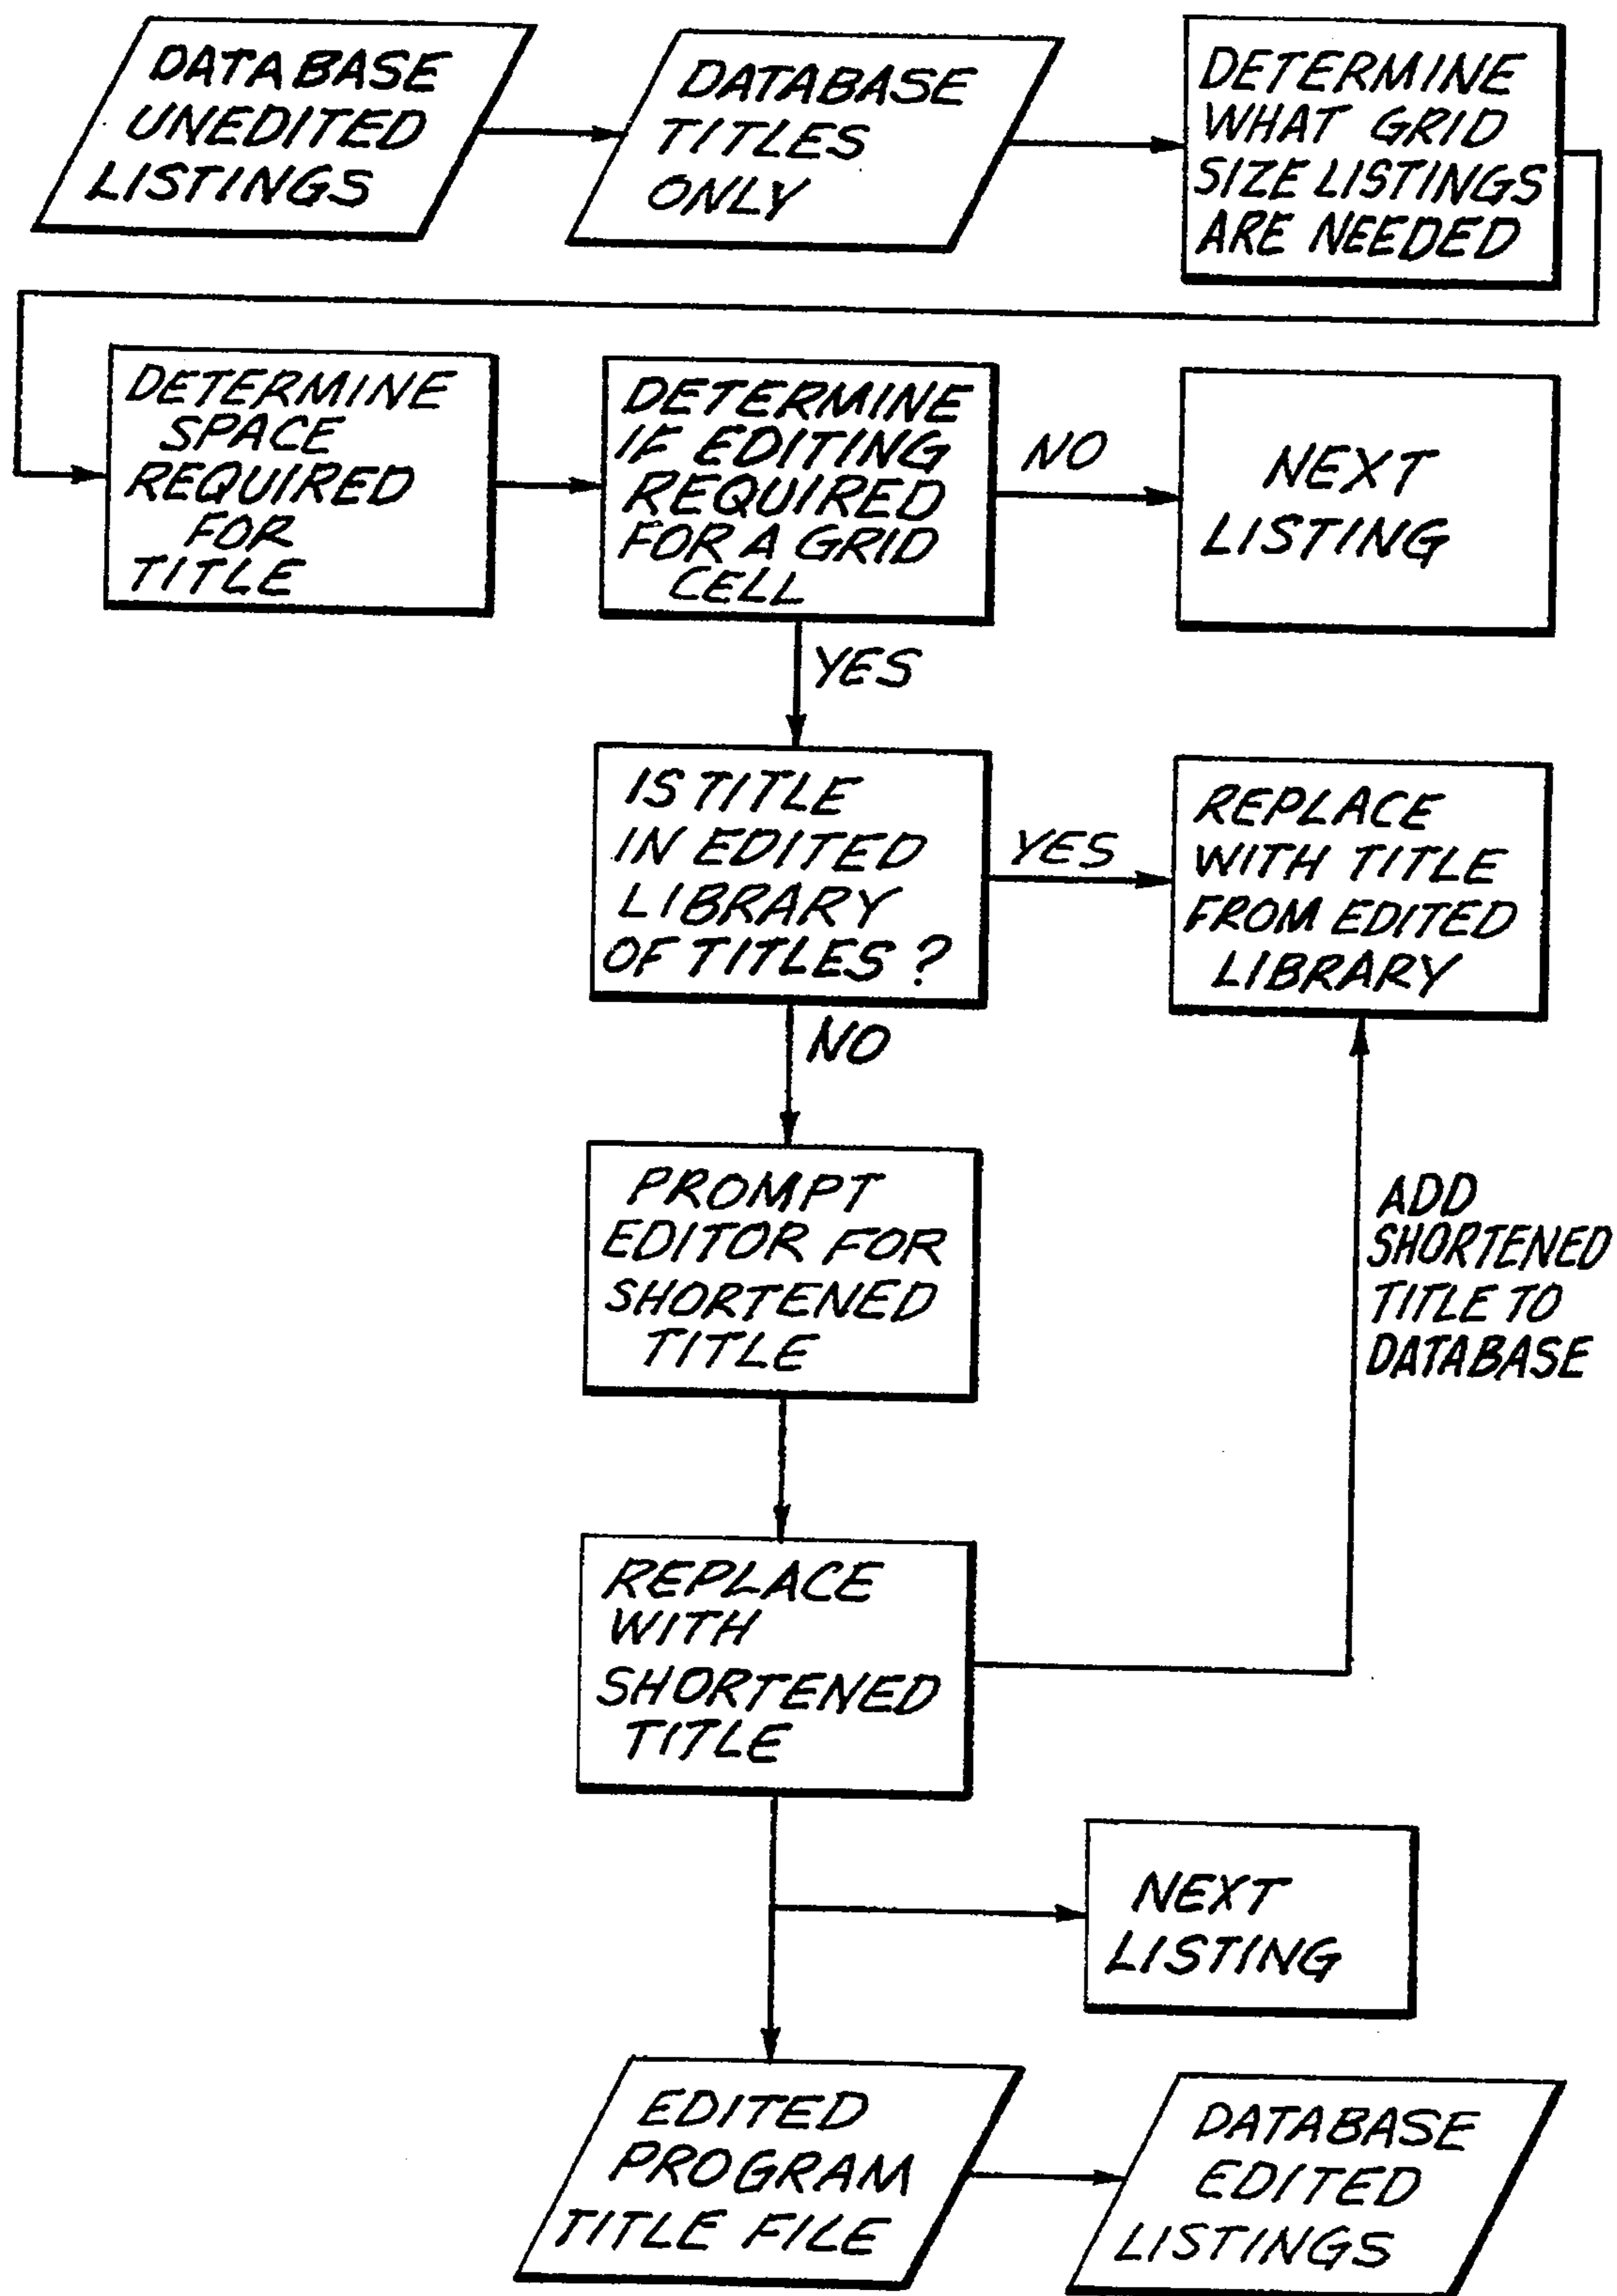 DATABASE
UNEDITED
LISTINGS
DATABASE
TITLES
ONLY
DETERMINE
WHAT GRID
SIZE LISTINGS
ARE NEEDED
DETERMINE
SPACE
REQUIRED
FOR
TITLE
DETERMINE
IF EDITING
REQUIRED
FOR A GRID
CELL
NO
NEXT
LISTING
YES
IS TITLE
IN EDITED
LIBRARY
OF TITLES ?
YES
REPLACE
WITH TITLE
FROM EDITED
LIBRARY
NO
PROMPT
EDITOR FOR
SHORTENED
TITLE
ADD
SHORTENED
TITLE TO
DATABASE
REPLACE
WITH
SHORTENED
TITLE
NEXT
LISTING
EDITED
PROGRAM
TITLE FILE
DATABASE
EDITED
LISTINGS